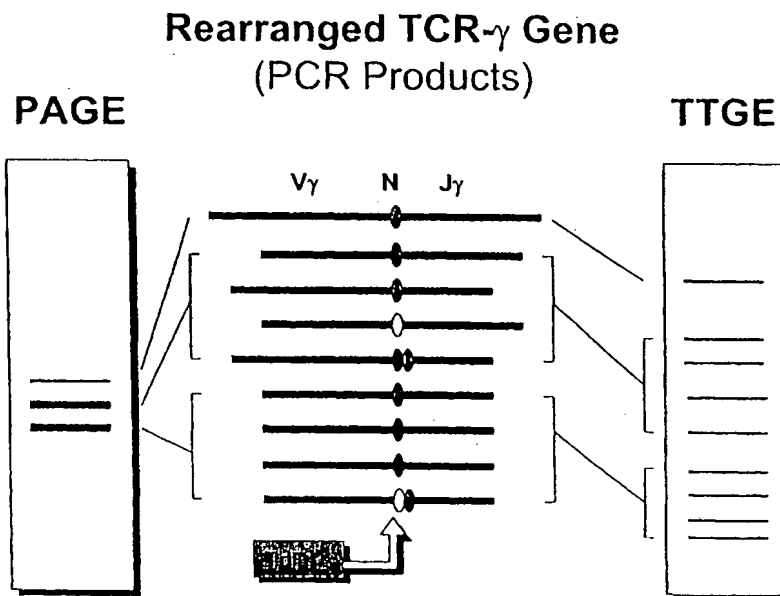 Rearranged TCR-γ Gene
(PCR Products)
PAGE
TTGE
Vγ N Jγ